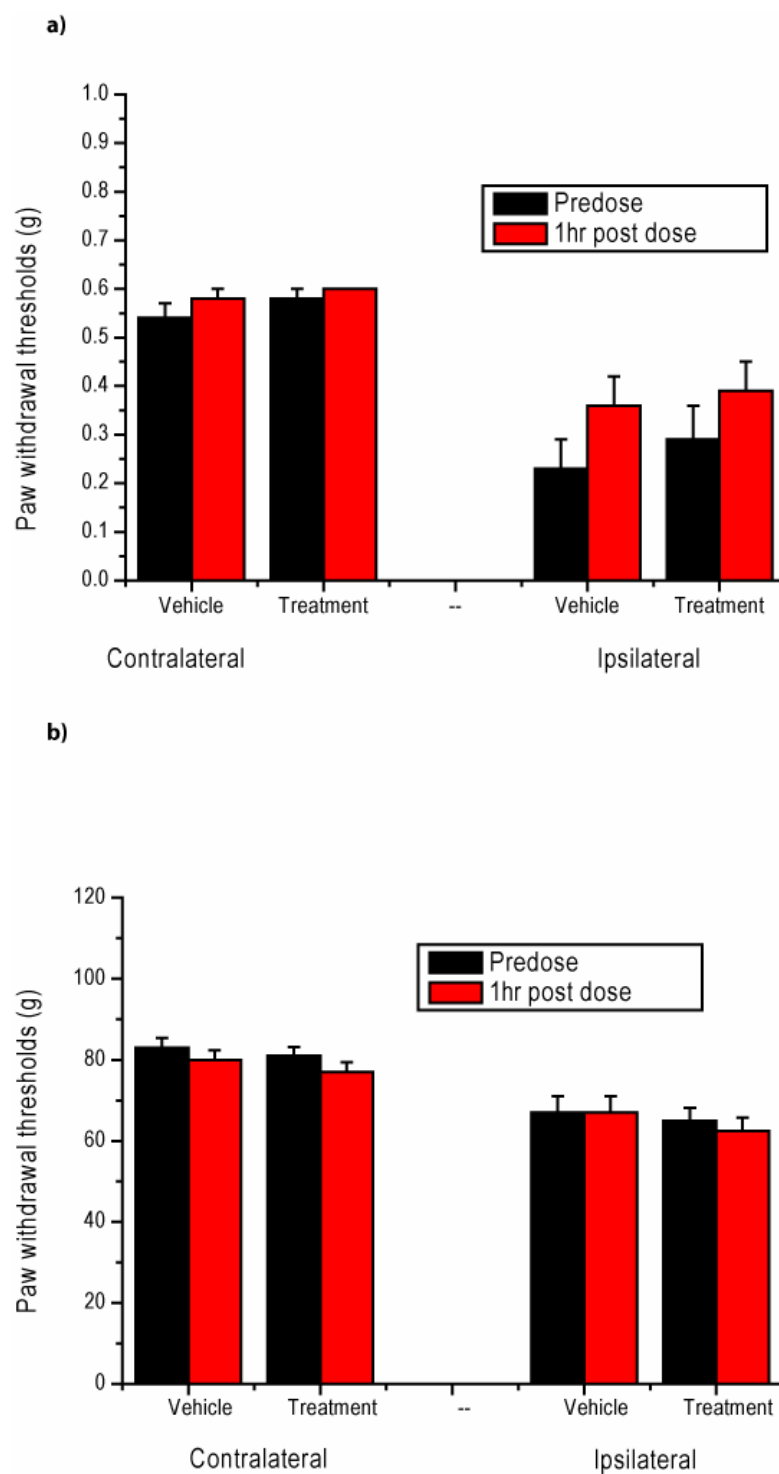 a)
1.0
0.9
0.8
0.7
0.6
0.5
0.4
0.3
0.2
0.1
0.0
Paw withdrawal thresholds (g)
Predose
1hr post dose
Vehicle Treatment -- Vehicle Treatment
Contralateral Ipsilateral
b)
120
100
80
60
40
20
0
Paw withdrawal thresholds (g)
Predose
1hr post dose
Vehicle Treatment -- Vehicle Treatment
Contralateral Ipsilateral